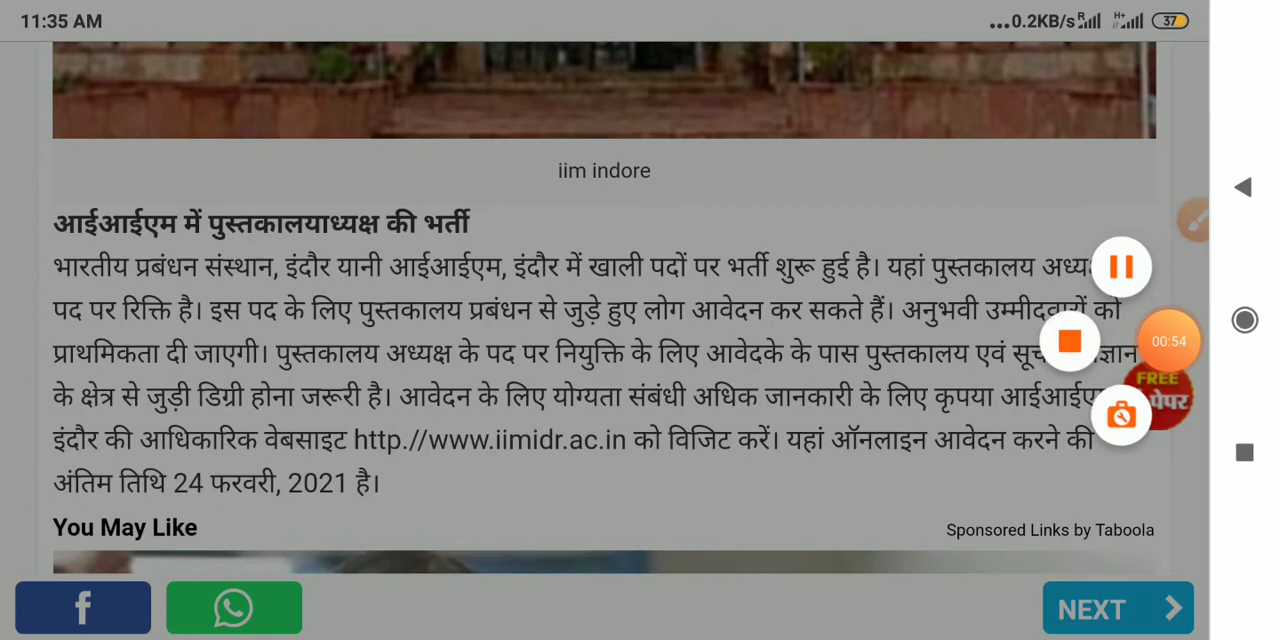 11:35 AM
...0.2KB/s R H+ 37
iim indore
आईआईएम में पुस्तकालयाध्यक्ष की भर्ती
भारतीय प्रबंधन संस्थान, इंदौर यानी आईआईएम, इंदौर में खाली पदों पर भर्ती शुरू हुई है। यहां पुस्तकालय
पद पर रिक्ति है। इस पद के लिए पुस्तकालय प्रबंधन से जुड़े हुए लोग आवेदन कर सकते हैं। अनुभवी उम्मीदवारों को
प्राथमिकता दी जाएगी। पुस्तकालय अध्यक्ष के पद पर नियुक्ति के लिए आवेदके के पास पुस्तकालय एवं
00:54
के क्षेत्र से जुड़ी डिग्री होना जरूरी है। आवेदन के लिए योग्यता संबंधी अधिक जानकारी के लिए कृपया
FREE
पेपर
इंदौर की आधिकारिक वेबसाइट http.//www.iimidr.ac.in को विजिट करें। यहां ऑनलाइन आवेदन करने की
अंतिम तिथि 24 फरवरी, 2021 है।
You May Like
Sponsored Links by Taboola
f
NEXT